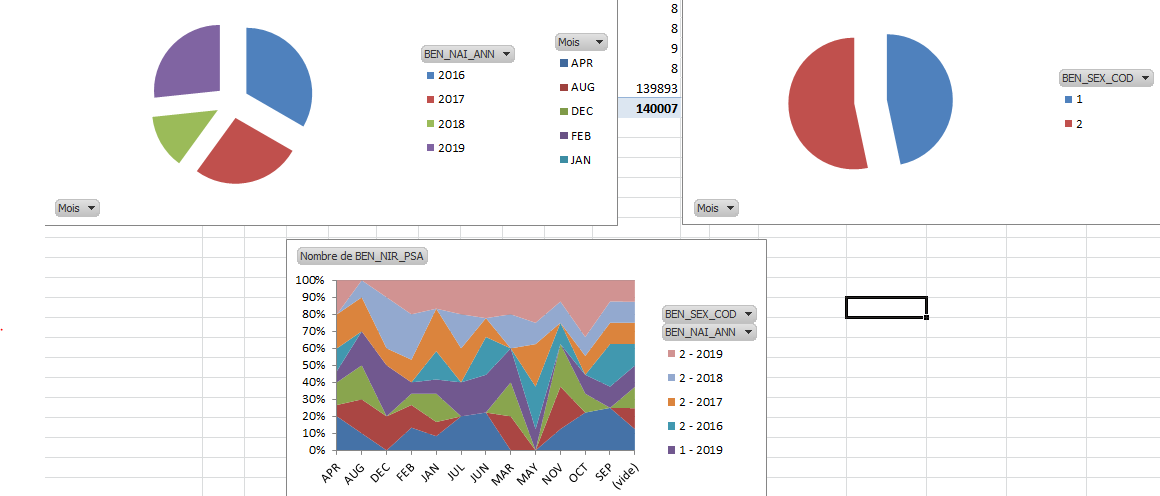 BEN_NAI_ANN
2016
2017
2018
2019
Mois
APR
AUG
DEC
FEB
JAN
Mois
8
8
9
8
139893
140007
BEN_SEX_COD
1
2
Mois
Nombre de BEN_NIR_PSA
100%
90%
80%
70%
60%
50%
40%
30%
20%
10%
0%
APR
AUG
DEC
FEB
JAN
JUL
JUN
MAR
MAY
NOV
OCT
SEP
(vide)
BEN_SEX_COD
BEN_NAI_ANN
2 - 2019
2 - 2018
2 - 2017
2 - 2016
1 - 2019